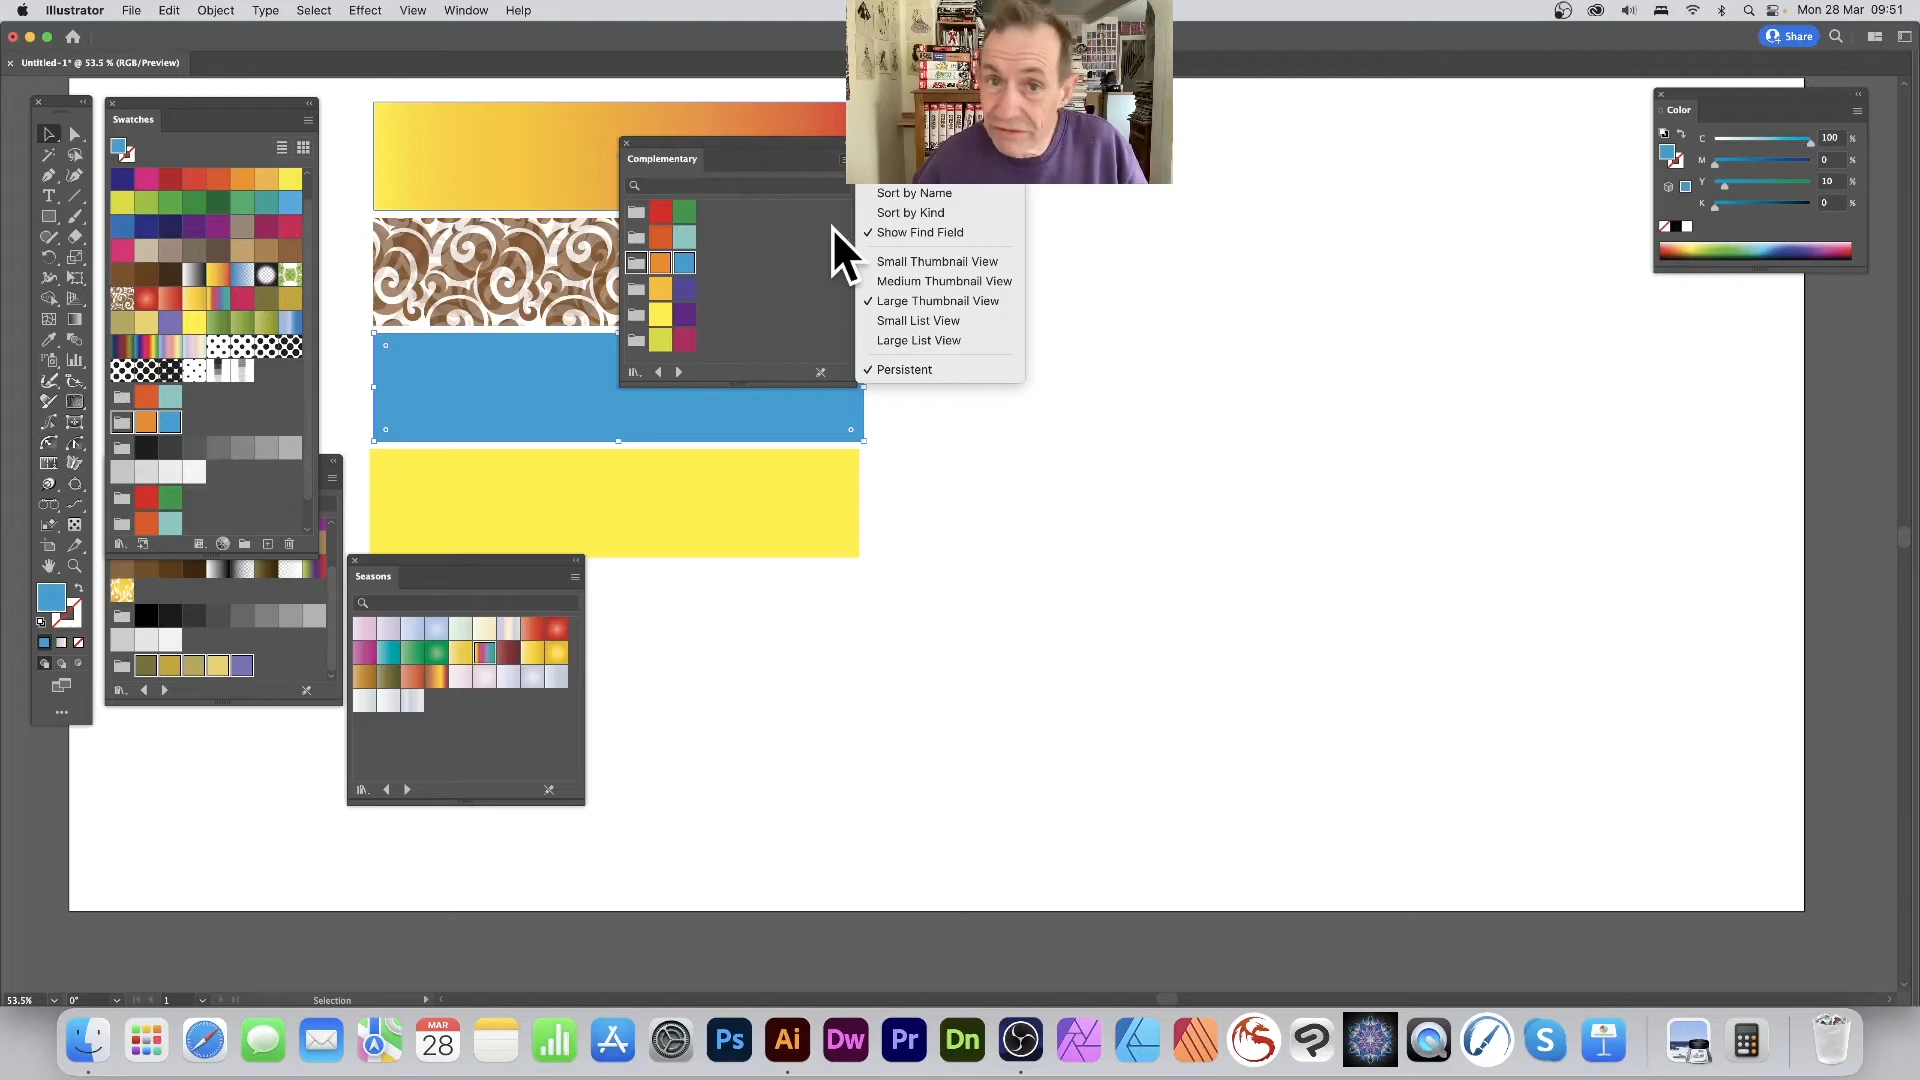 Illustrator File Edit Object Type Select Effect View Window Help
Mon 28 Mar 09:51
Share
Untitled-1* @ 53.5 % (RGB/Preview)
Swatches
Complementary
Sort by Name
Sort by Kind
✓ Show Find Field
Small Thumbnail View
Medium Thumbnail View
✓ Large Thumbnail View
Small List View
Large List View
✓ Persistent
Color
C 100 %
M 0 %
Y 10 %
K 0 %
Seasons
53.5% 0° 1 Selection
MAR
28
Ps Ai Dw Pr Dn